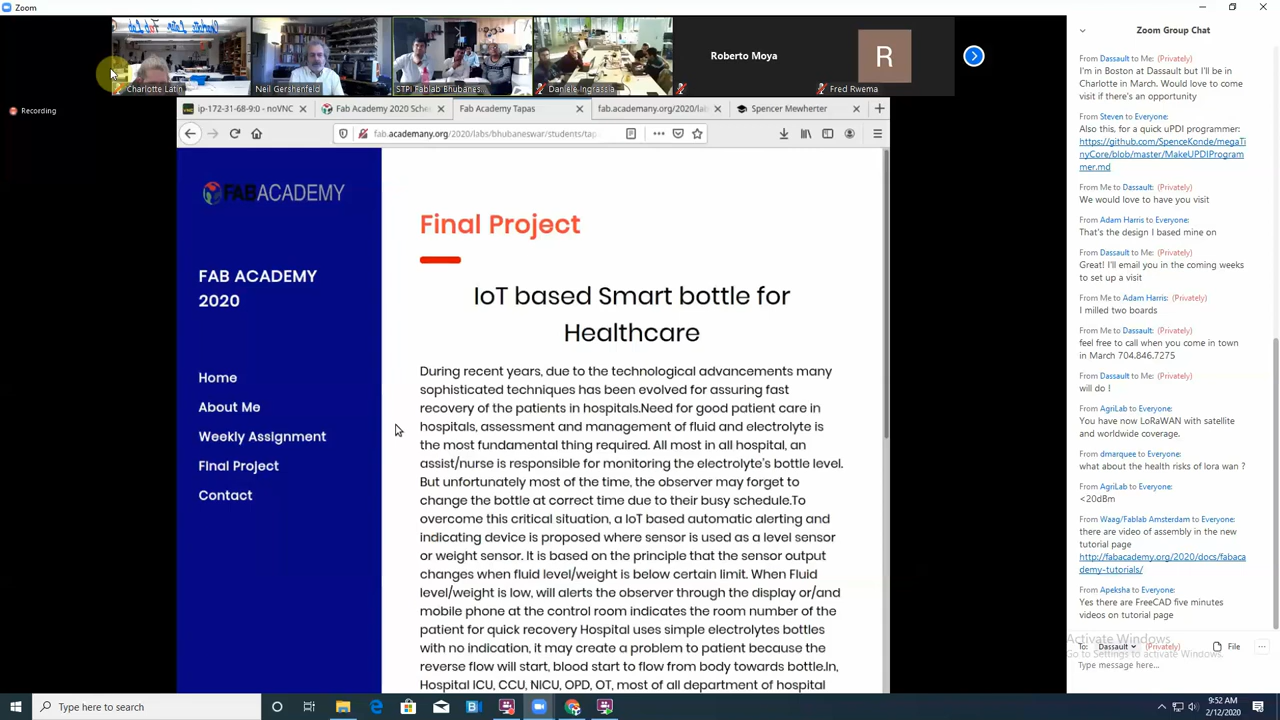 Zoom
Charlotte Latin Fab Lab
Charlotte Latin
Neil Gershenfeld
STPI Fablab Bhubanes...
Daniele Ingrassia
Roberto Moya
R
Fred Rwema
Recording
ip-172-31-68-9:0 - noVNC
Fab Academy 2020 Sche
Fab Academy Tapas
fab.academany.org/2020/lab
Spencer Mewherter
fab.academany.org/2020/labs/bhubaneswar/students/tap
FABACADEMY
FAB ACADEMY
2020
Home
About Me
Weekly Assignment
Final Project
Contact
Final Project
IoT based Smart bottle for
Healthcare
During recent years, due to the technological advancements many
sophisticated techniques has been evolved for assuring fast
recovery of the patients in hospitals.Need for good patient care in
hospitals, assessment and management of fluid and electrolyte is
the most fundamental thing required. All most in all hospital, an
assist/nurse is responsible for monitoring the electrolyte's bottle level.
But unfortunately most of the time, the observer may forget to
change the bottle at correct time due to their busy schedule.To
overcome this critical situation, a IoT based automatic alerting and
indicating device is proposed where sensor is used as a level sensor
or weight sensor. It is based on the principle that the sensor output
changes when fluid level/weight is below certain limit. When Fluid
level/weight is low, will alerts the observer through the display or/and
mobile phone at the control room indicates the room number of the
patient for quick recovery Hospital uses simple electrolytes bottles
with no indication, it may create a problem to patient because the
reverse flow will start, blood start to flow from body towards bottle.In,
Hospital ICU, CCU, NICU, OPD, OT, most of all department of hospital
Zoom Group Chat
From Dassault to Me: (Privately)
I'm in Boston at Dassault but I'll be in
Charlotte in March. Would love to come
visit if there's an opportunity
From Steven to Everyone:
Also this, for a quick uPDI programmer:
https://github.com/SpenceKonde/megaTi
nyCore/blob/master/MakeUPDIProgram
mer.md
From Me to Dassault: (Privately)
We would love to have you visit
From Adam Harris to Everyone:
That's the design I based mine on
From Dassault to Me: (Privately)
Great! I'll email you in the coming weeks
to set up a visit
From Me to Adam Harris: (Privately)
I milled two boards
From Me to Dassault: (Privately)
feel free to call when you come in town
in March 704.846.7275
From Dassault to Me: (Privately)
will do !
From AgriLab to Everyone:
You have now LoRaWAN with satellite
and worldwide coverage.
From dmarquee to Everyone:
what about the health risks of lora wan ?
From AgriLab to Everyone:
<20dBm
From Waag/Fablab Amsterdam to Everyone:
there are video of assembly in the new
tutorial page
http://fabacademy.org/2020/docs/fabaca
demy-tutorials/
From Apeksha to Everyone:
Yes there are FreeCAD five minutes
videos on tutorial page
Activate Windows
Go to Settings to activate Windows.
To: Dassault (Privately) File
Type message here...
Type here to search
9:52 AM
2/12/2020